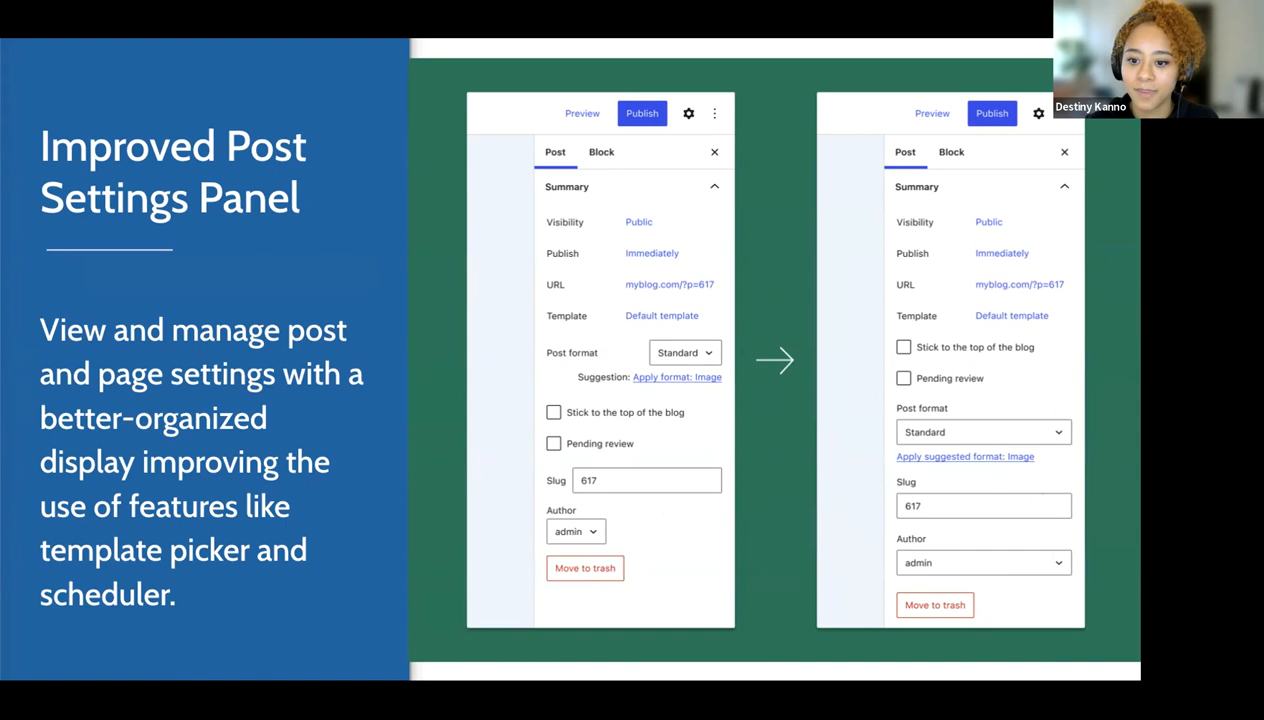 Improved Post
Settings Panel
View and manage post
and page settings with a
better-organized
display improving the
use of features like
template picker and
scheduler.
Preview Publish
Post Block
Summary
Visibility Public
Publish Immediately
URL myblog.com/?p=617
Template Default template
Post format Standard
Suggestion: Apply format: Image
Stick to the top of the blog
Pending review
Slug 617
Author
admin
Move to trash
Preview Publish
Post Block
Summary
Visibility Public
Publish Immediately
URL myblog.com/?p=617
Template Default template
Stick to the top of the blog
Pending review
Post format
Standard
Apply suggested format: Image
Slug
617
Author
admin
Move to trash
Destiny Kanno